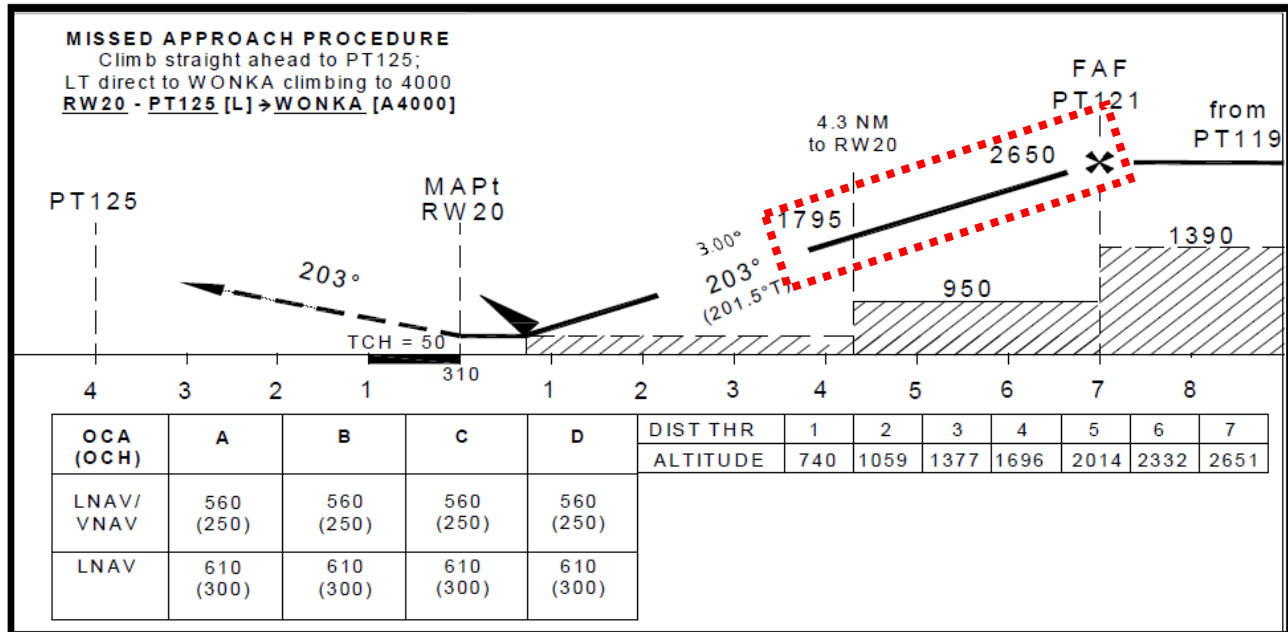 MISSED APPROACH PROCEDURE
Climb straight ahead to PT125;
LT direct to WONKA climbing to 4000
RW20 - PT125 [L] → WONKA [A4000]
FAF
PT121
from
PT119
4.3 NM
to RW20
2650
PT125
MAPt
RW20
1795
1390
3.00°
203°
203°
(201.5°T)
950
TCH = 50
310
4 3 2 1 1 2 3 4 5 6 7 8
OCA (OCH) A B C D
LNAV/VNAV 560 (250) 560 (250) 560 (250) 560 (250)
LNAV 610 (300) 610 (300) 610 (300) 610 (300)
DIST THR 1 2 3 4 5 6 7
ALTITUDE 740 1059 1377 1696 2014 2332 2651